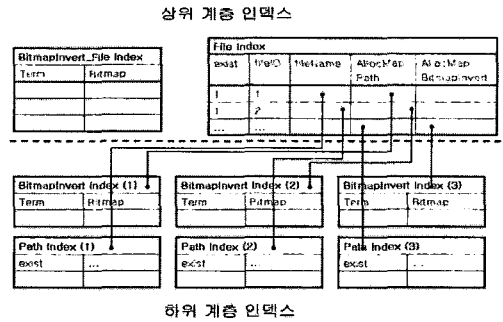 상위 계층 인덱스
BitmapInvert_File Index
Term Bitmap
File Index
exist fileID fileName AllocMap Path AllocMap BitmapInvert
1 1
1 2
... ...
BitmapInvert Index (1)
Term Bitmap
BitmapInvert Index (2)
Term Bitmap
BitmapInvert Index (3)
Term Bitmap
Path Index (1)
exist ...
Path Index (2)
exist ...
Path Index (3)
exist ...
하위 계층 인덱스